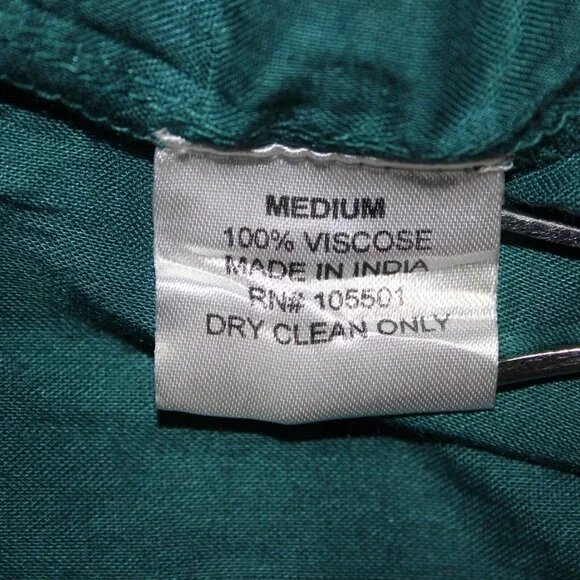 MEDIUM
100% VISCOSE
MADE IN INDIA
RN# 105501
DRY CLEAN ONLY